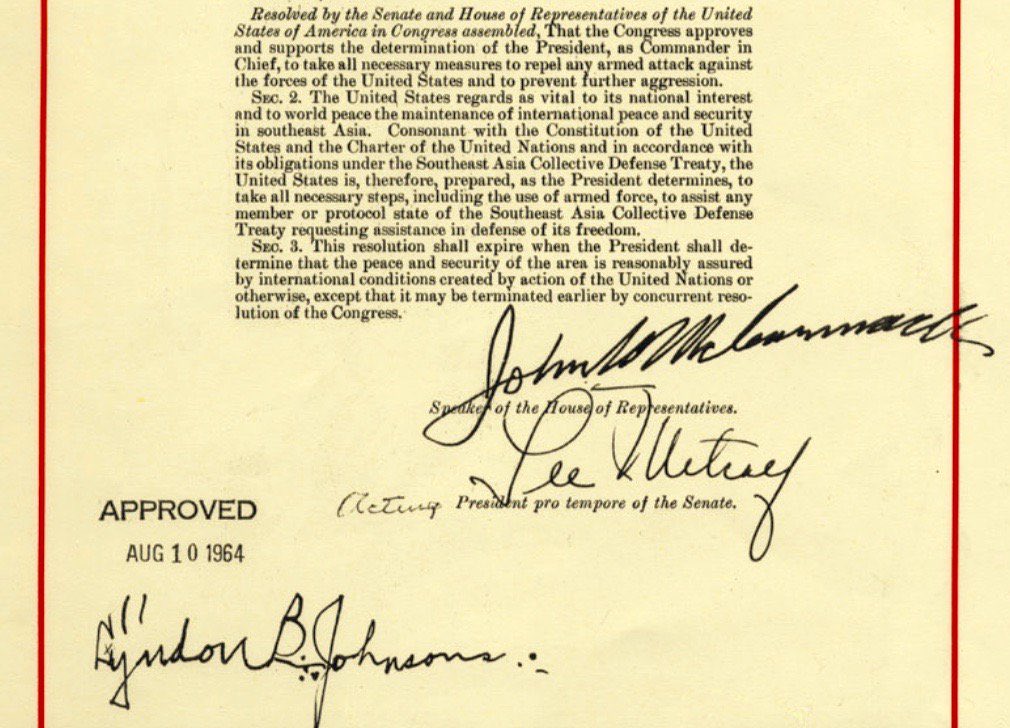 Resolved by the Senate and House of Representatives of the United
States of America in Congress assembled, That the Congress approves
and supports the determination of the President, as Commander in
Chief, to take all necessary measures to repel any armed attack against
the forces of the United States and to prevent further aggression.
SEC. 2. The United States regards as vital to its national interest
and to world peace the maintenance of international peace and security
in southeast Asia. Consonant with the Constitution of the United
States and the Charter of the United Nations and in accordance with
its obligations under the Southeast Asia Collective Defense Treaty, the
United States is, therefore, prepared, as the President determines, to
take all necessary steps, including the use of armed force, to assist any
member or protocol state of the Southeast Asia Collective Defense
Treaty requesting assistance in defense of its freedom.
SEC. 3. This resolution shall expire when the President shall de-
termine that the peace and security of the area is reasonably assured
by international conditions created by action of the United Nations or
otherwise, except that it may be terminated earlier by concurrent reso-
lution of the Congress.
John W McCormack
Speaker of the House of Representatives.
Lee Metcalf
Acting President pro tempore of the Senate.
APPROVED
AUG 10 1964
Lyndon B. Johnson